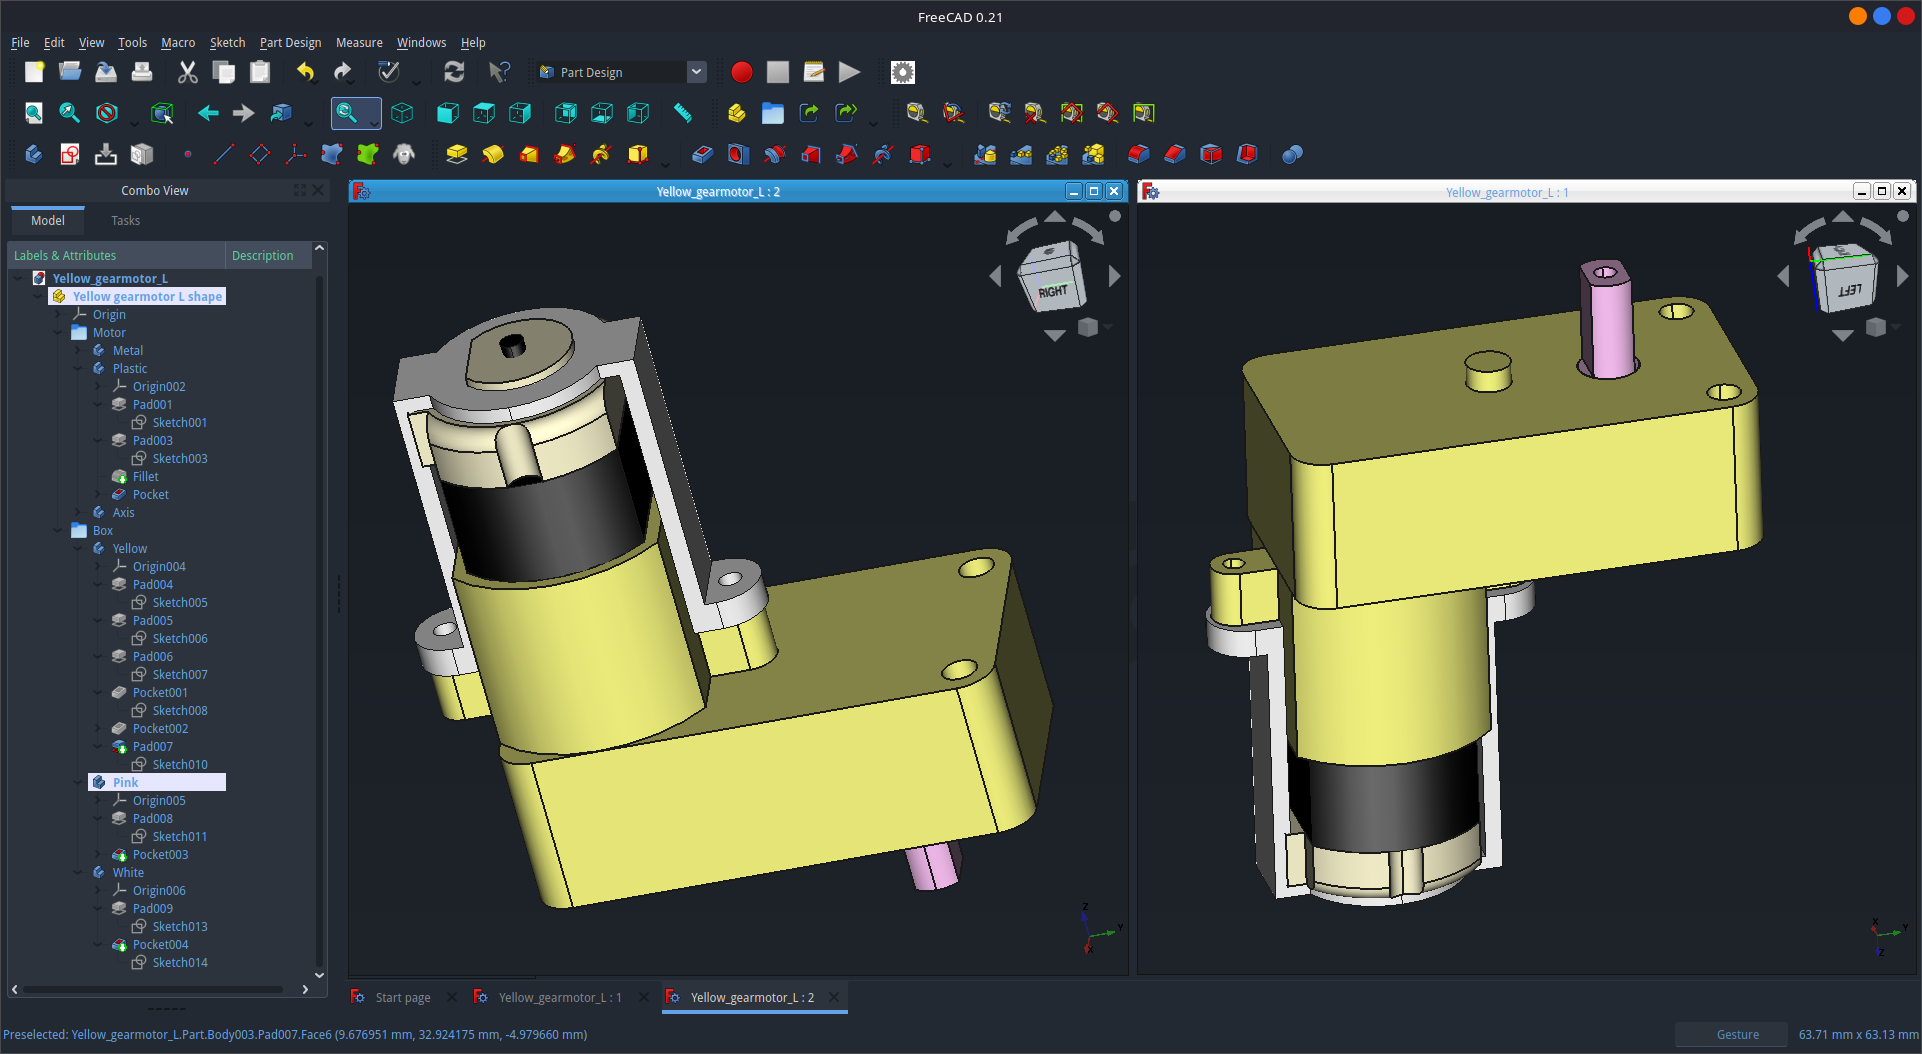 FreeCAD 0.21
File Edit View Tools Macro Sketch Part Design Measure Windows Help
Part Design
Combo View
Model Tasks
Labels & Attributes Description
Yellow_gearmotor_L
Yellow gearmotor L shape
Origin
Motor
Metal
Plastic
Origin002
Pad001
Sketch001
Pad003
Sketch003
Fillet
Pocket
Axis
Box
Yellow
Origin004
Pad004
Sketch005
Pad005
Sketch006
Pad006
Sketch007
Pocket001
Sketch008
Pocket002
Pad007
Sketch010
Pink
Origin005
Pad008
Sketch011
Pocket003
White
Origin006
Pad009
Sketch013
Pocket004
Sketch014
Yellow_gearmotor_L : 2
RIGHT
Z
Y
X
Yellow_gearmotor_L : 1
LEFT
X
Y
Z
Start page
Yellow_gearmotor_L : 1
Yellow_gearmotor_L : 2
Preselected: Yellow_gearmotor_L.Part.Body003.Pad007.Face6 (9.676951 mm, 32.924175 mm, -4.979660 mm)
Gesture
63.71 mm x 63.13 mm